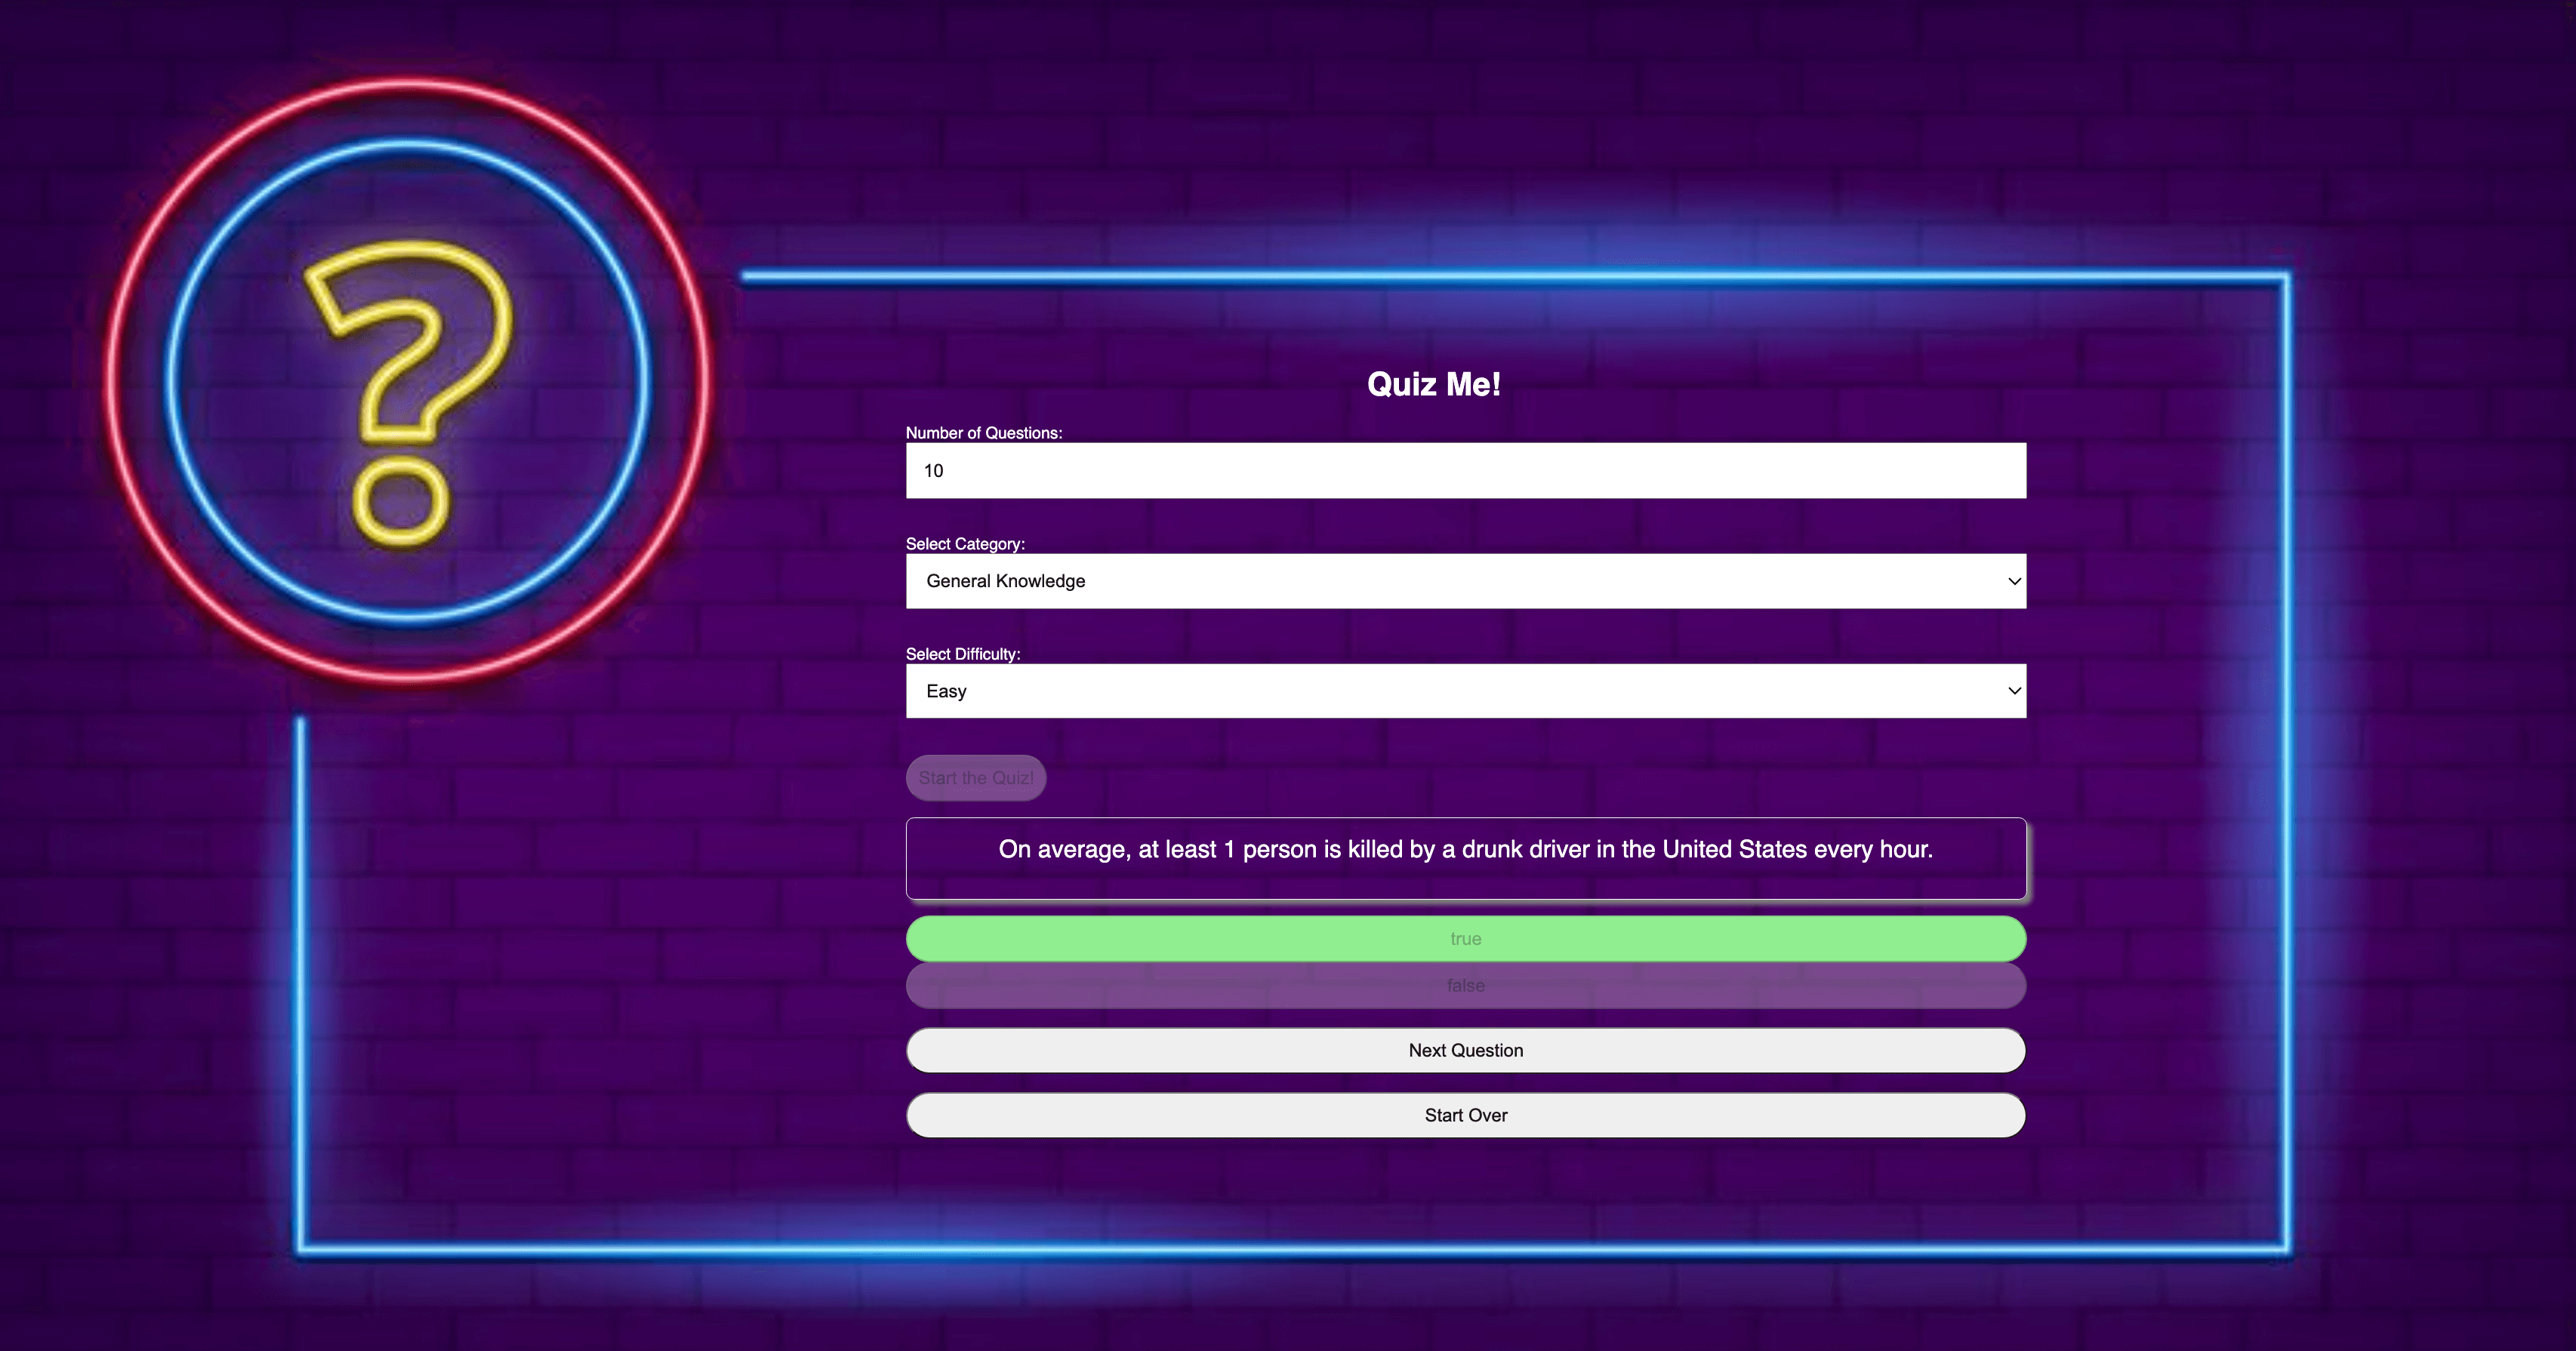 Quiz Me!
Number of Questions:
10
Select Category:
General Knowledge
Select Difficulty:
Easy
Start the Quiz!
On average, at least 1 person is killed by a drunk driver in the United States every hour.
true
false
Next Question
Start Over